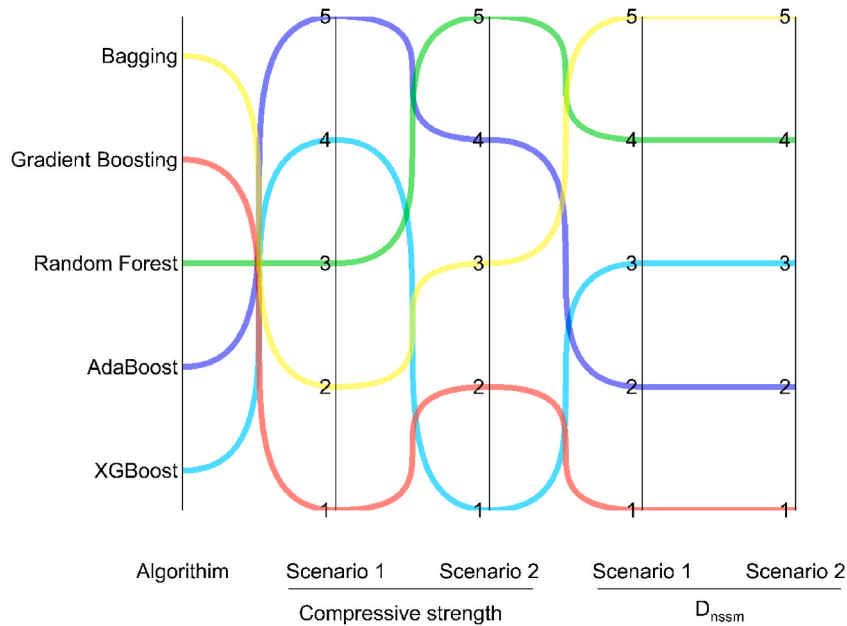 5 5 5 5
Bagging
4 4 4 4
Gradient Boosting
Random Forest 3 3 3 3
AdaBoost
2 2 2 2
XGBoost
1 1 1 1
Algorithim Scenario 1 Scenario 2 Scenario 1 Scenario 2
Compressive strength D_nssm